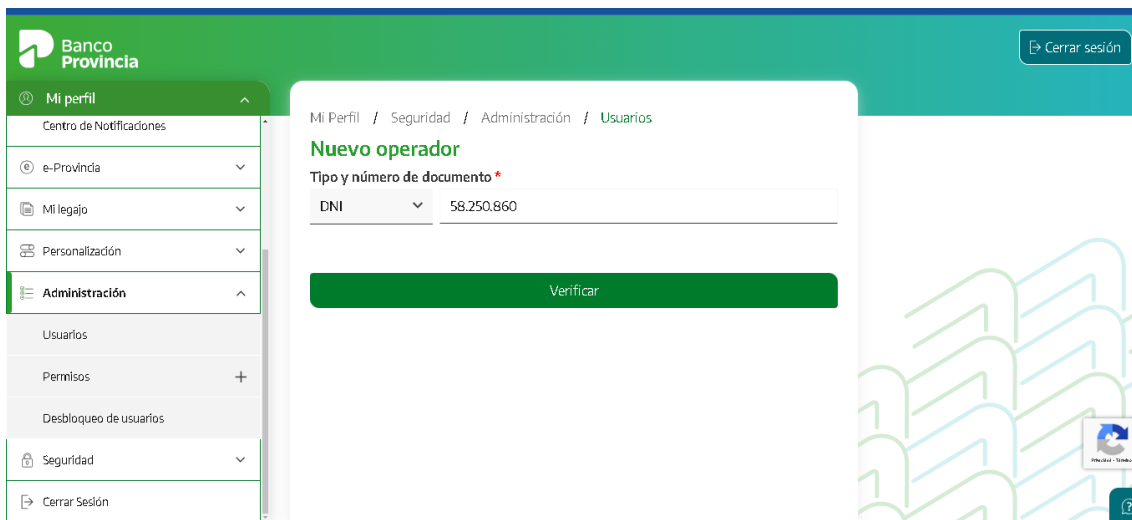 Banco
Provincia
Cerrar sesión
Mi perfil
Centro de Notificaciones
e-Provincia
Mi legajo
Personalización
Administración
Usuarios
Permisos
Desbloqueo de usuarios
Seguridad
Cerrar Sesión
Mi Perfil / Seguridad / Administración / Usuarios
Nuevo operador
Tipo y número de documento *
DNI 58.250.860
Verificar